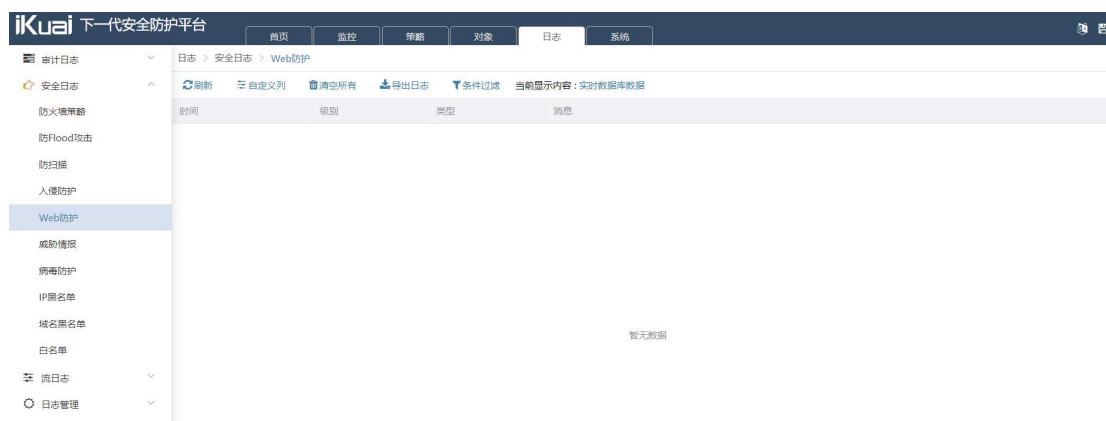 iKuai 下一代安全防护平台
首页 监控 策略 对象 日志 系统
审计日志
安全日志
防火墙策略
防Flood攻击
防扫描
入侵防护
Web防护
威胁情报
病毒防护
IP黑名单
域名黑名单
白名单
流日志
日志管理
日志 > 安全日志 > Web防护
刷新 自定义列 清空所有 导出日志 条件过滤 当前显示内容:实时数据库数据
时间 级别 类型 消息
暂无数据